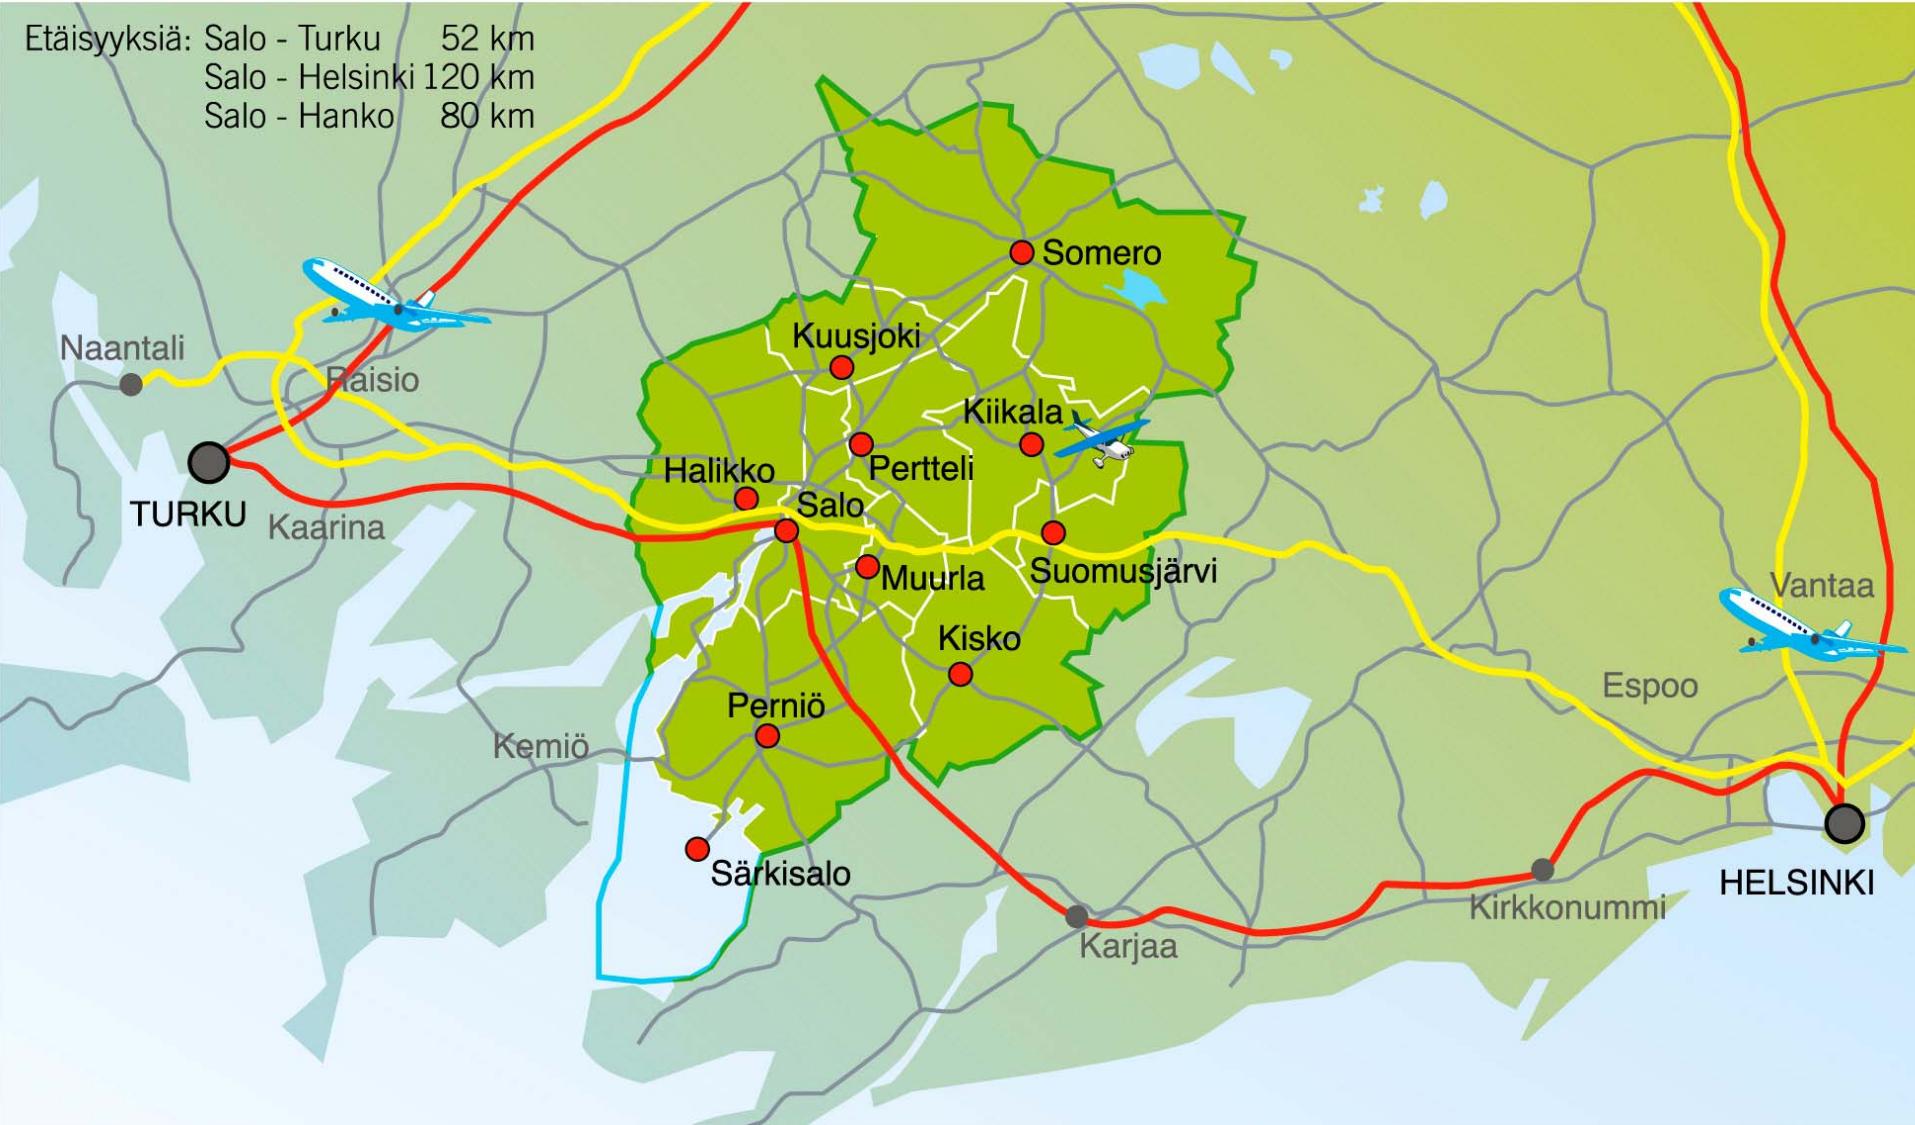 Etäisyyksiä: Salo - Turku 52 km
Salo - Helsinki 120 km
Salo - Hanko 80 km
Somero
Kuusjoki
Naantali
Raisio
Kiikala
Halikko
Pertteli
Salo
TURKU
Kaarina
Muurla
Suomusjärvi
Vantaa
Kisko
Espoo
Perniö
Kemiö
Särkisalo
HELSINKI
Kirkkonummi
Karjaa